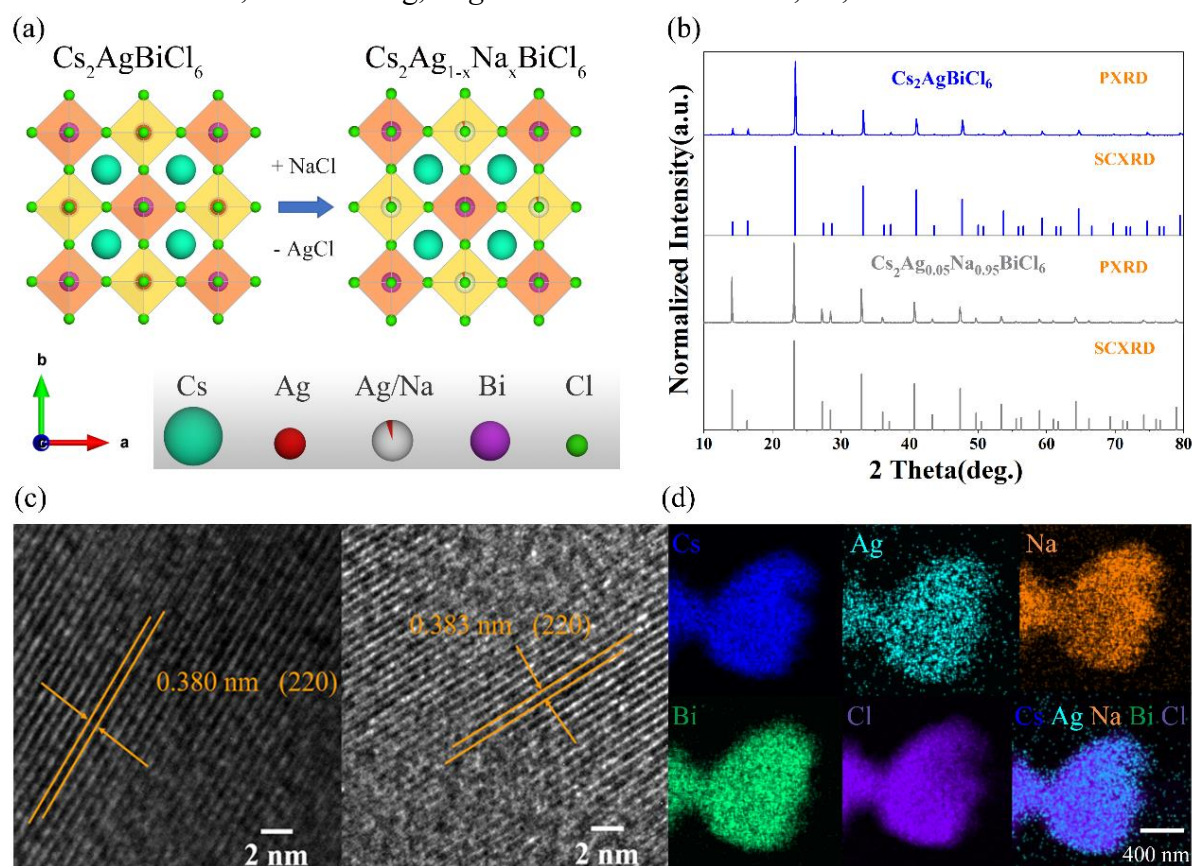 (a)
Cs₂AgBiCl₆
Cs₂Ag₁₋ₓNaₓBiCl₆
+ NaCl
- AgCl
b
a
Cs Ag Ag/Na Bi Cl
(b)
Normalized Intensity(a.u.)
Cs₂AgBiCl₆ PXRD
SCXRD
Cs₂Ag₀.₀₅Na₀.₉₅BiCl₆ PXRD
SCXRD
10 20 30 40 50 60 70 80
2 Theta(deg.)
(c)
0.380 nm (220)
2 nm
0.383 nm (220)
2 nm
(d)
Cs Ag Na
Bi Cl Cs Ag Na Bi Cl
400 nm